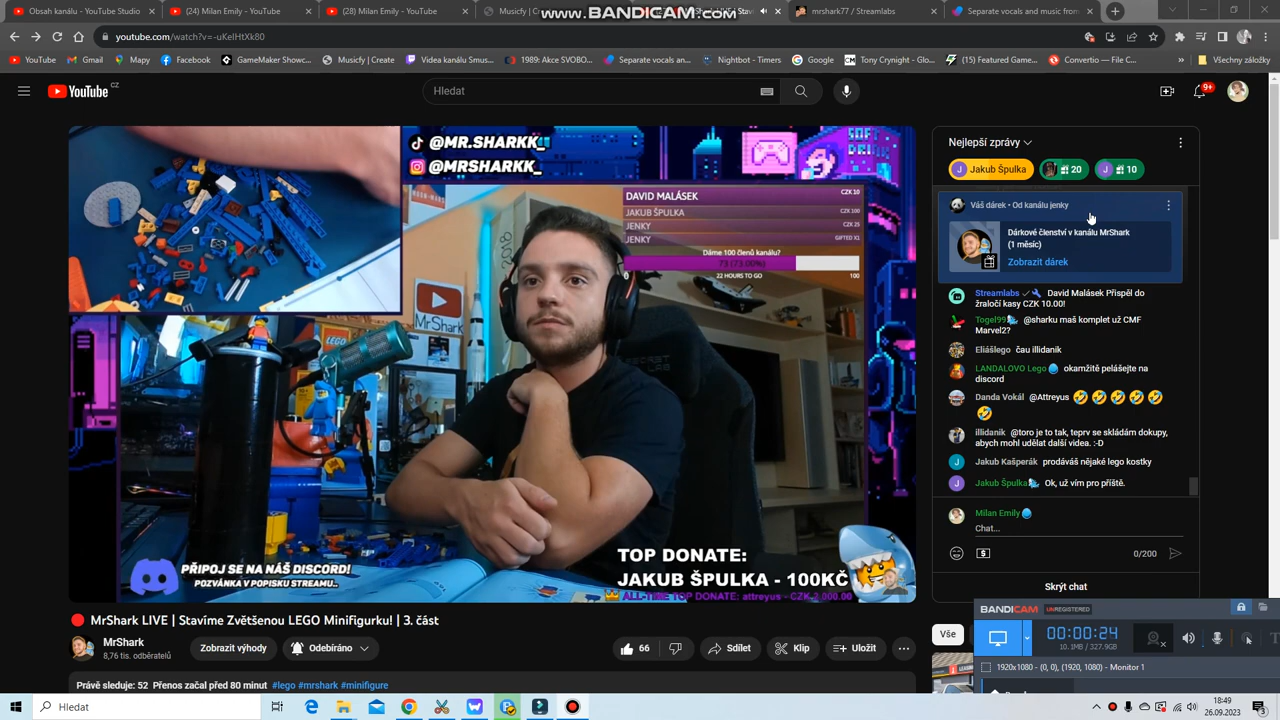 www.BANDICAM.com
Obsah kanálu - YouTube Studio
(24) Milan Emily - YouTube
(28) Milan Emily - YouTube
mrshark77 / Streamlabs
Separate vocals and music from
youtube.com/watch?v=-uKeIHtXk80
YouTube
Gmail
Mapy
Facebook
GameMaker Showc...
Musicfy | Create
Video kanálu Smus...
1989: Akce SVOBO...
Separate vocals and...
Nightbot - Timers
Google
Tony Crynight - Glo...
(15) Featured Game...
Convertio — File C...
Všechny záložky
YouTube CZ
Hledat
9+
@MR.SHARKK_
@MRSHARKK_
DAVID MALÁSEK CZK 10
JAKUB ŠPULKA CZK 100
JENKY CZK 25
JENKY GIFTED X1
Dáme 100 členů kanálu?
73 (73.00%)
0 22 HOURS TO GO 100
MrShark
LEGO
SECRET LAB
PŘIPOJ SE NA NÁŠ DISCORD!
POZVÁNKA V POPISKU STREAMU..
TOP DONATE:
JAKUB ŠPULKA - 100KČ
ALL-TIME TOP DONATE: attreyus - CZK 2,000.00
MrShark LIVE | Stavíme Zvětšenou LEGO Minifigurku! | 3. část
MrShark
8,76 tis. odběratelů
Zobrazit výhody
Odebíráno
66
Sdílet
Klip
Uložit
Právě sleduje: 52 Přenos začal před 80 minut #lego #mrshark #minifigure
Nejlepší zprávy
J Jakub Špulka
20
J 10
Váš dárek • Od kanálu jenky
Dárkové členství v kanálu MrShark
(1 měsíc)
Zobrazit dárek
Streamlabs David Malásek Přispěl do
žraločí kasy CZK 10.00!
Togel99 @sharku maš komplet už CMF
Marvel2?
Eliášlego čau illidanik
LANDALOVO Lego okamžitě pelášejte na
discord
Danda Vokál @Attreyus 🤣 🤣 🤣 🤣 🤣
🤣
illidanik @toro je to tak, teprv se skládám dokupy,
abych mohl udělat další videa. :-D
J Jakub Kašperák prodáváš nějaké lego kostky
J Jakub Špulka Ok, už vím pro příště.
Milan Emily
Chat...
0/200
Skrýt chat
Vše
BANDICAM UNREGISTERED
00:00:24
10.1MB / 327.9GB
1920x1080 - (0, 0), (1920, 1080) - Monitor 1
Hledat
18:49
26.09.2023